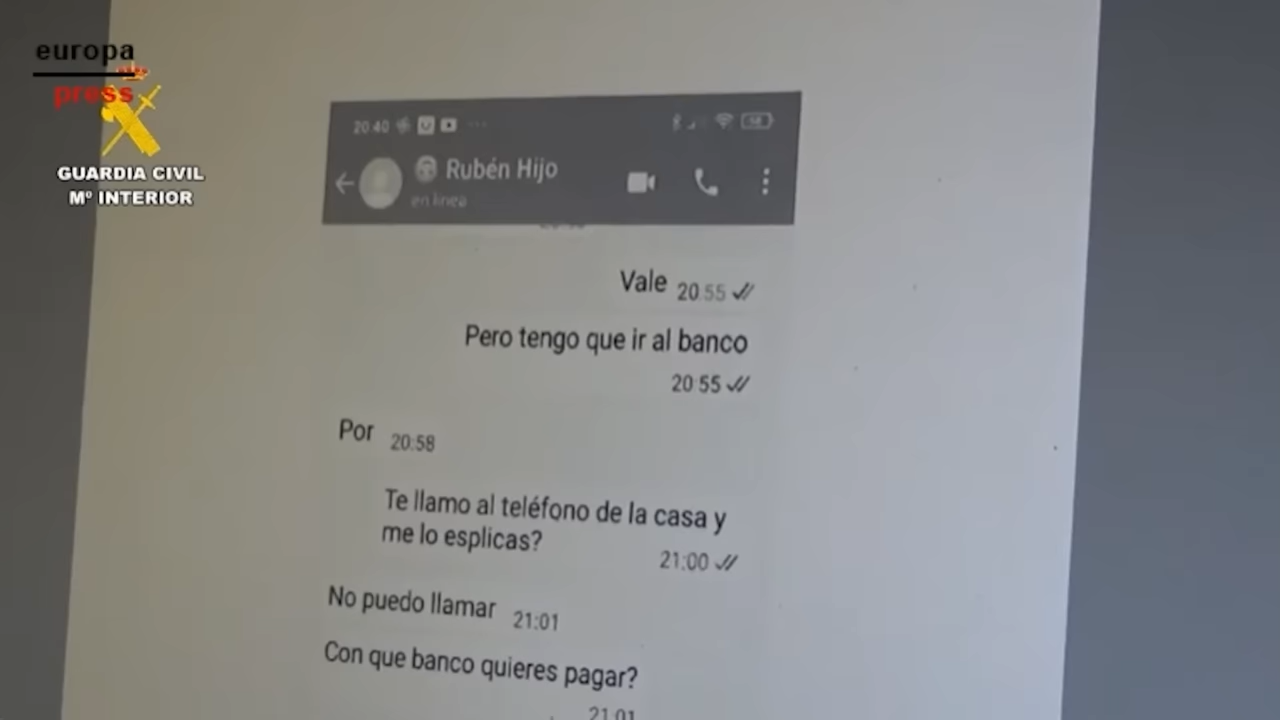 europa
press
GUARDIA CIVIL
Mº INTERIOR
20:40
58
Rubén Hijo
en línea
Vale 20:55
Pero tengo que ir al banco
20:55
Por 20:58
Te llamo al teléfono de la casa y
me lo esplicas?
21:00
No puedo llamar 21:01
Con que banco quieres pagar?
21:01